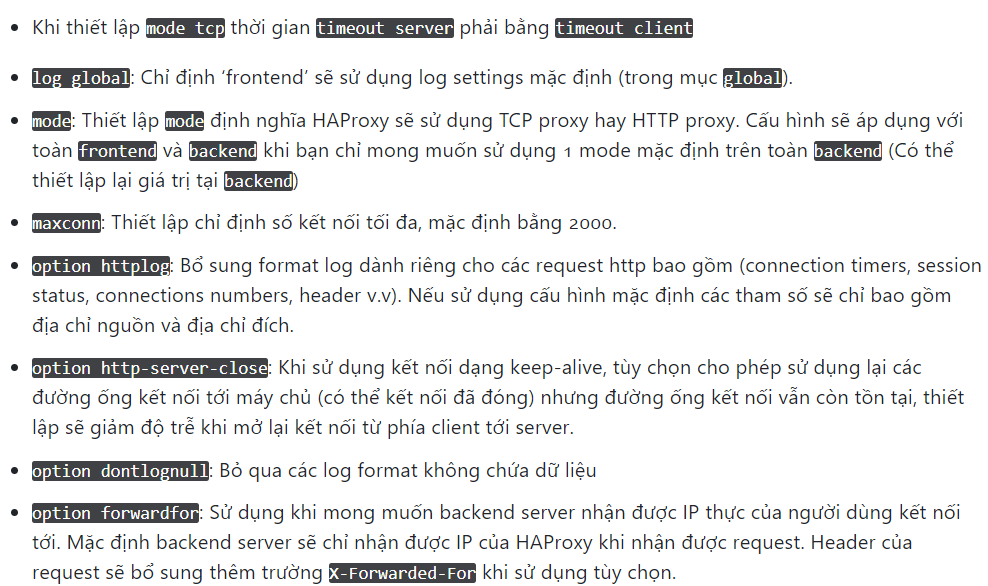 • Khi thiết lập mode tcp thời gian timeout server phải bằng timeout client
• log global: Chỉ định ‘frontend’ sẽ sử dụng log settings mặc định (trong mục global).
• mode: Thiết lập mode định nghĩa HAProxy sẽ sử dụng TCP proxy hay HTTP proxy. Cấu hình sẽ áp dụng với
toàn frontend và backend khi bạn chỉ mong muốn sử dụng 1 mode mặc định trên toàn backend (Có thể
thiết lập lại giá trị tại backend)
• maxconn: Thiết lập chỉ định số kết nối tối đa, mặc định bằng 2000.
• option httplog: Bổ sung format log dành riêng cho các request http bao gồm (connection timers, session
status, connections numbers, header v.v). Nếu sử dụng cấu hình mặc định các tham số sẽ chỉ bao gồm
địa chỉ nguồn và địa chỉ đích.
• option http-server-close: Khi sử dụng kết nối dạng keep-alive, tùy chọn cho phép sử dụng lại các
đường ống kết nối tới máy chủ (có thể kết nối đã đóng) nhưng đường ống kết nối vẫn còn tồn tại, thiết
lập sẽ giảm độ trễ khi mở lại kết nối từ phía client tới server.
• option dontlognull: Bỏ qua các log format không chứa dữ liệu
• option forwardfor: Sử dụng khi mong muốn backend server nhận được IP thực của người dùng kết nối
tới. Mặc định backend server sẽ chỉ nhận được IP của HAProxy khi nhận được request. Header của
request sẽ bổ sung thêm trường X-Forwarded-For khi sử dụng tùy chọn.